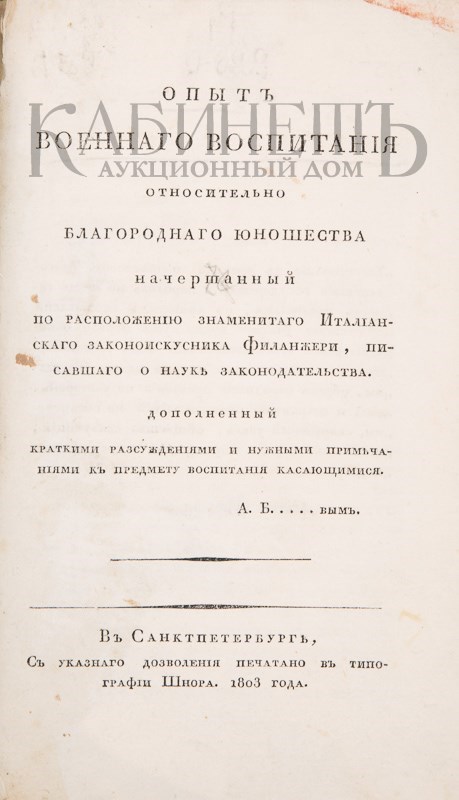 ОПЫТЪ
ВОЕННАГО ВОСПИТАНІЯ
КАБИНЕТЪ
АУКЦИОННЫЙ ДОМ
ОТНОСИТЕЛЬНО
БЛАГОРОДНАГО ЮНОШЕСТВА
начертанный
ПО РАСПОЛОЖЕНІЮ ЗНАМЕНИТАГО ИТАЛІАН-
СКАГО ЗАКОНОИСКУСНИКА ФИЛАНЖЕРИ, ПИ-
САВШАГО О НАУКѢ ЗАКОНОДАТЕЛЬСТВА.
дополненный
КРАТКИМИ РАЗСУЖДЕНІЯМИ И НУЖНЫМИ ПРИМѢЧА-
НІЯМИ КЪ ПРЕДМЕТУ ВОСПИТАНІЯ КАСАЮЩИМИСЯ.
А. Б.....вымъ.
ВЪ САНКТПЕТЕРБУРГѢ,
СЪ УКАЗНАГО ДОЗВОЛЕНІЯ ПЕЧАТАНО ВЪ ТИПО-
ГРАФІИ ШНОРА. 1803 ГОДА.